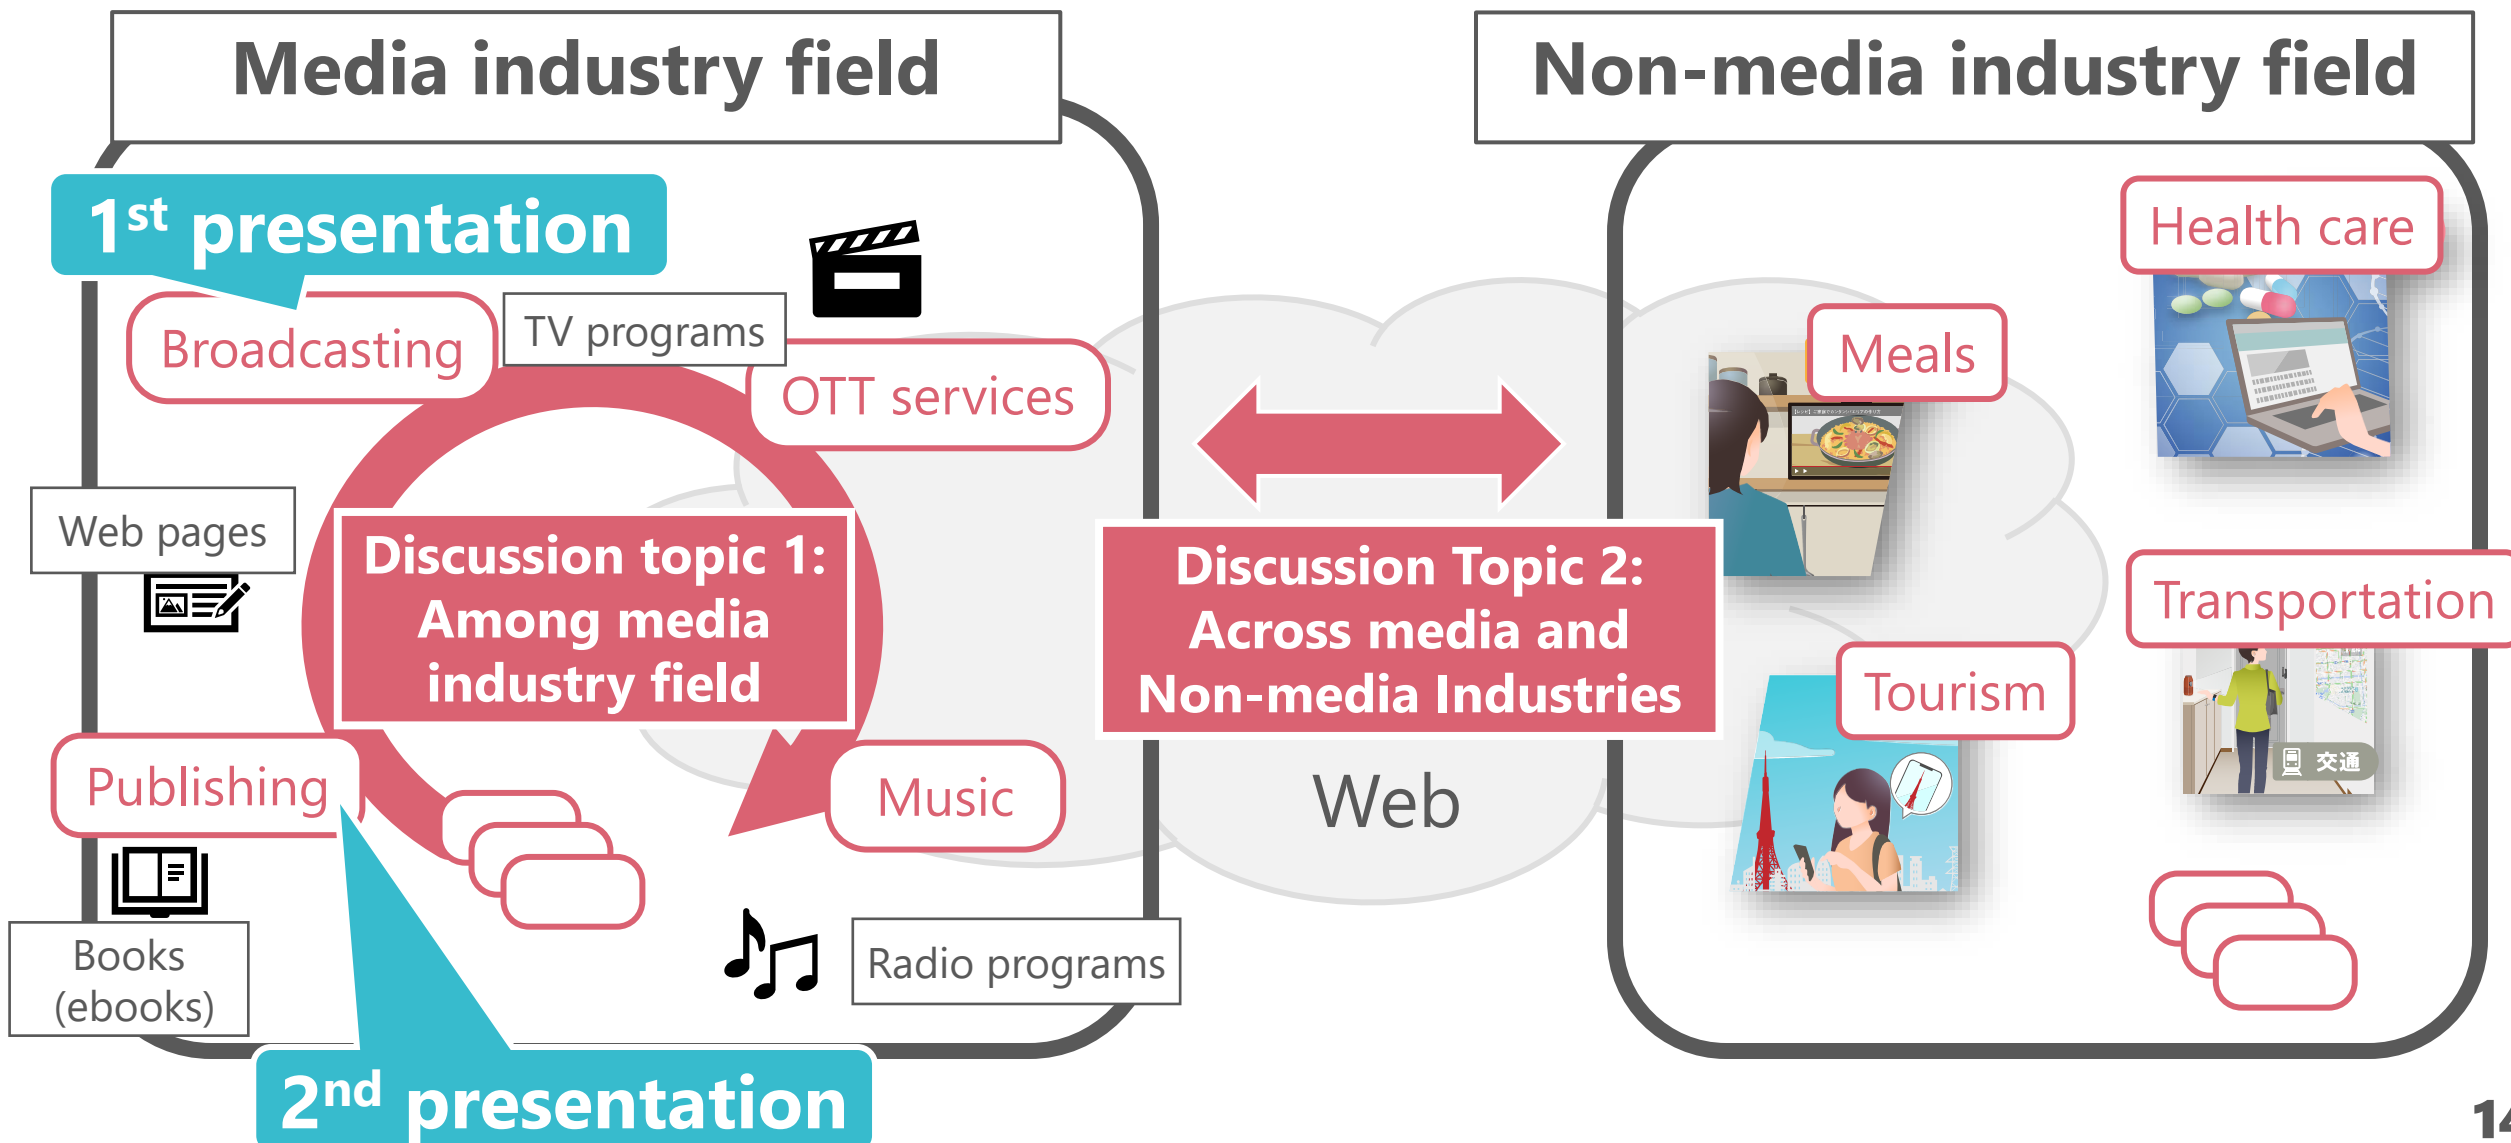 Media industry field
Non-media industry field
1st presentation
Health care
Broadcasting
TV programs
OTT services
Meals
Web pages
Discussion topic 1:
Among media
industry field
Discussion Topic 2:
Across media and
Non-media Industries
Transportation
Tourism
交通
Publishing
Music
Web
Books
(ebooks)
Radio programs
2nd presentation
14